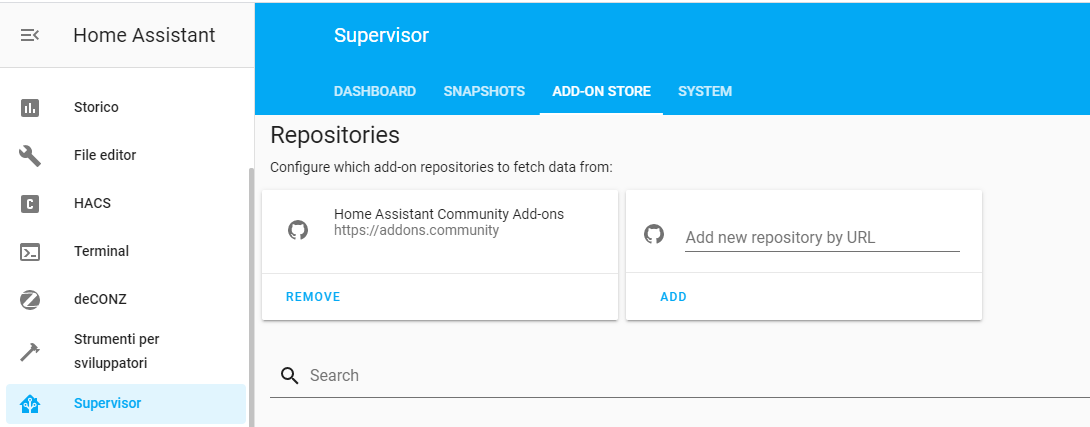 Home Assistant
Storico
File editor
HACS
Terminal
deCONZ
Strumenti per
sviluppatori
Supervisor
Supervisor
DASHBOARD SNAPSHOTS ADD-ON STORE SYSTEM
Repositories
Configure which add-on repositories to fetch data from:
Home Assistant Community Add-ons
https://addons.community
REMOVE
Add new repository by URL
ADD
Search